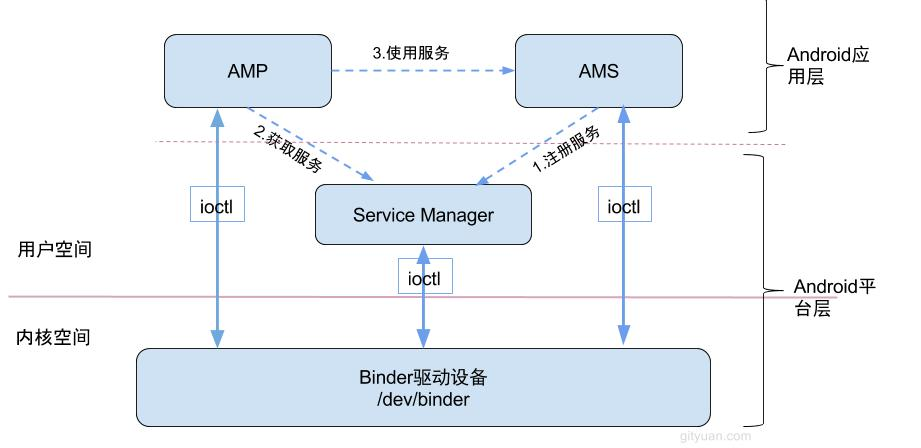 AMP
3.使用服务
AMS
Android应
用层
2.获取服务
1.注册服务
ioctl
Service Manager
ioctl
用户空间
ioctl
Android平
台层
内核空间
Binder驱动设备
/dev/binder
gityuan.com